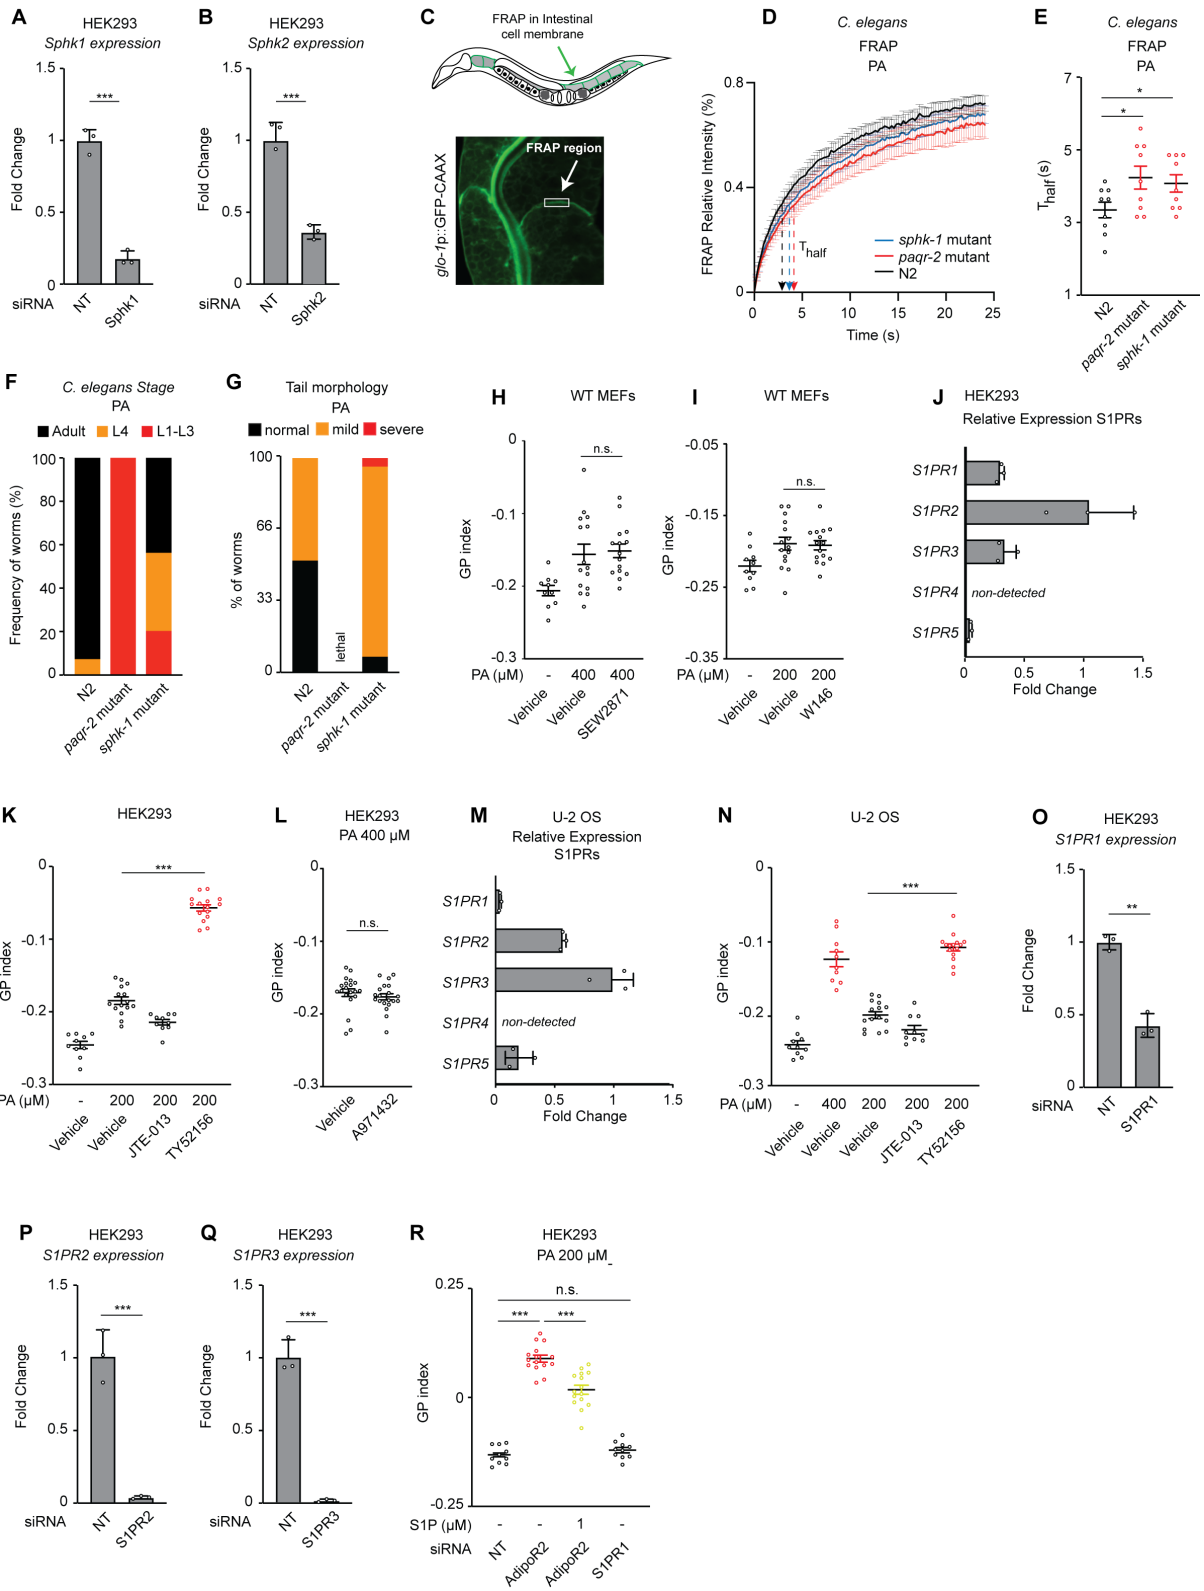 A
HEK293
Sphk1 expression
1.5
1
0.5
0
Fold Change
***
siRNA
NT
Sphk1
B
HEK293
Sphk2 expression
1.5
1
0.5
0
Fold Change
***
siRNA
NT
Sphk2
C
FRAP in Intestinal
cell membrane
glo-1p::GFP-CAAX
FRAP region
D
C. elegans
FRAP
PA
FRAP Relative Intensity (%)
0.8
0.4
0
Thalf
sphk-1 mutant
paqr-2 mutant
N2
0 5 10 15 20 25
Time (s)
E
C. elegans
FRAP
PA
Thalf(s)
7
5
3
1
*
*
N2
paqr-2 mutant
sphk-1 mutant
F
C. elegans Stage
PA
Adult L4 L1-L3
Frequency of worms (%)
100
80
60
40
20
0
N2
paqr-2 mutant
sphk-1 mutant
G
Tail morphology
PA
normal mild severe
% of worms
100
66
33
0
lethal
N2
paqr-2 mutant
sphk-1 mutant
H
WT MEFs
GP index
0
-0.1
-0.2
-0.3
n.s.
PA (µM) - 400 400
Vehicle
Vehicle
SEW2871
I
WT MEFs
GP index
-0.05
-0.15
-0.25
-0.35
n.s.
PA (µM) - 200 200
Vehicle
Vehicle
W146
J
HEK293
Relative Expression S1PRs
S1PR1
S1PR2
S1PR3
S1PR4 non-detected
S1PR5
0 0.5 1 1.5
Fold Change
K
HEK293
GP index
0
-0.1
-0.2
-0.3
***
PA (µM) - 200 200 200
Vehicle
Vehicle
JTE-013
TY52156
L
HEK293
PA 400 µM
GP index
0
-0.1
-0.2
-0.3
n.s.
Vehicle
A971432
M
U-2 OS
Relative Expression
S1PRs
S1PR1
S1PR2
S1PR3
S1PR4 non-detected
S1PR5
0 0.5 1 1.5
Fold Change
N
U-2 OS
GP index
0
-0.1
-0.2
-0.3
***
PA (µM) - 400 200 200 200
Vehicle
Vehicle
Vehicle
JTE-013
TY52156
O
HEK293
S1PR1 expression
Fold Change
1.5
1
0.5
0
**
siRNA
NT
S1PR1
P
HEK293
S1PR2 expression
Fold Change
1.5
1
0.5
0
***
siRNA
NT
S1PR2
Q
HEK293
S1PR3 expression
Fold Change
1.5
1
0.5
0
***
siRNA
NT
S1PR3
R
HEK293
PA 200 µM_
GP index
0.25
0
-0.25
n.s.
*** ***
S1P (µM) - - 1 -
siRNA
NT
AdipoR2
AdipoR2
S1PR1